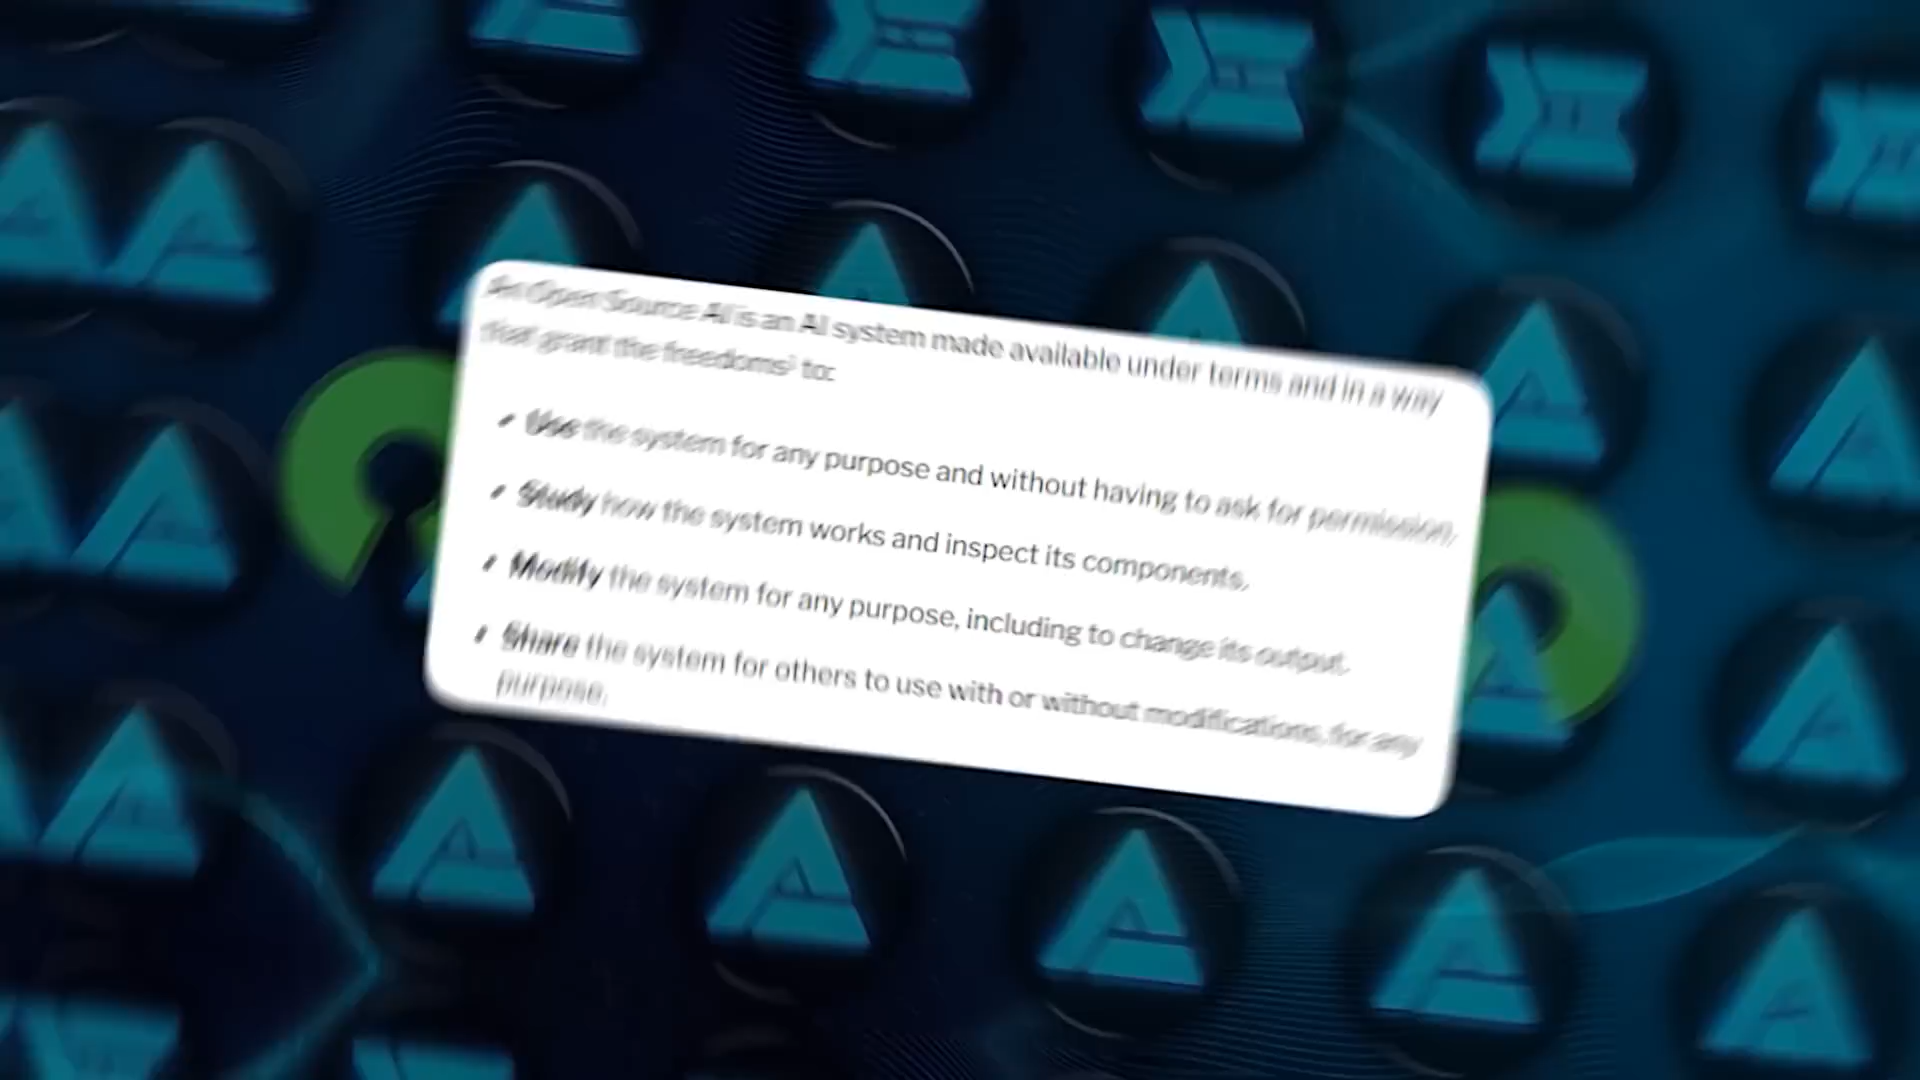 An Open Source AI is an AI system made available under terms and in a way
that grant the freedoms¹ to:
Use the system for any purpose and without having to ask for permission.
Study how the system works and inspect its components.
Modify the system for any purpose, including to change its output.
Share the system for others to use with or without modifications, for any
purpose.